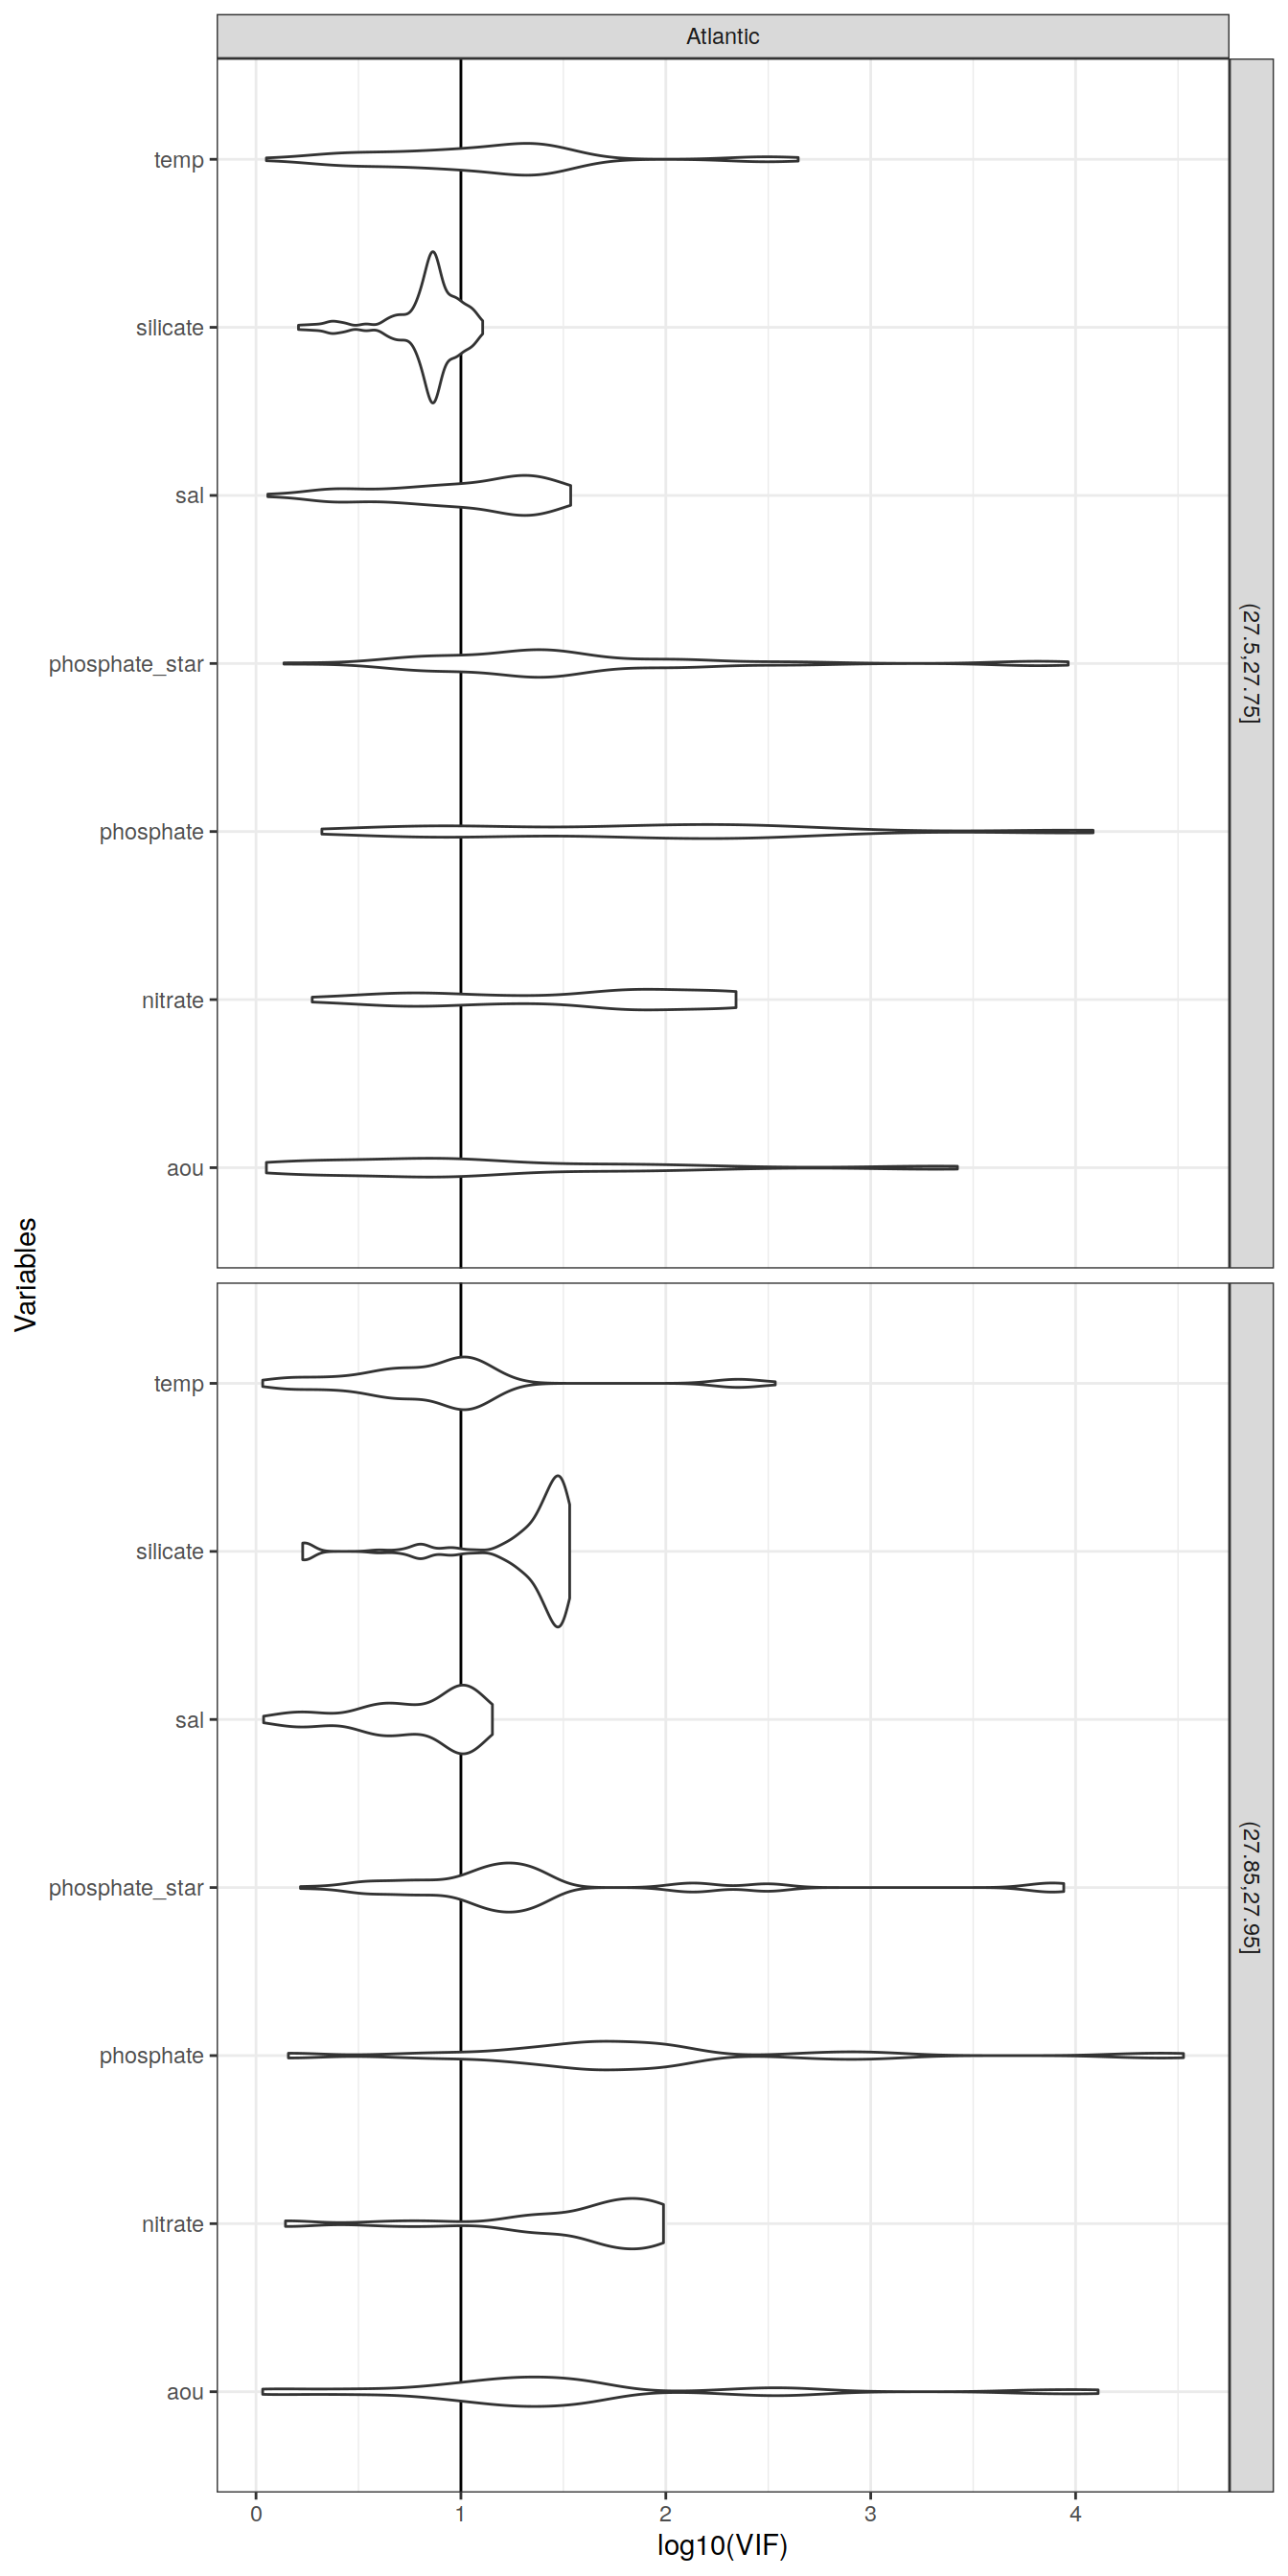 Atlantic
temp
silicate
sal
phosphate_star
phosphate
nitrate
aou
(27.5,27.75]
Variables
temp
silicate
sal
phosphate_star
phosphate
nitrate
aou
(27.85,27.95]
0 1 2 3 4
log10(VIF)